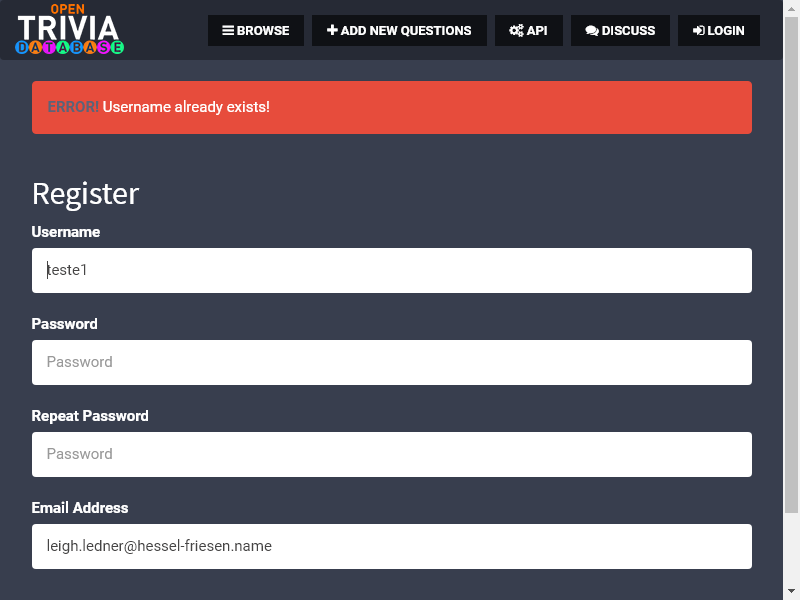 OPEN
TRIVIA
DATABASE
BROWSE
ADD NEW QUESTIONS
API
DISCUSS
LOGIN
ERROR! Username already exists!
Register
Username
teste1
Password
Password
Repeat Password
Password
Email Address
leigh.ledner@hessel-friesen.name